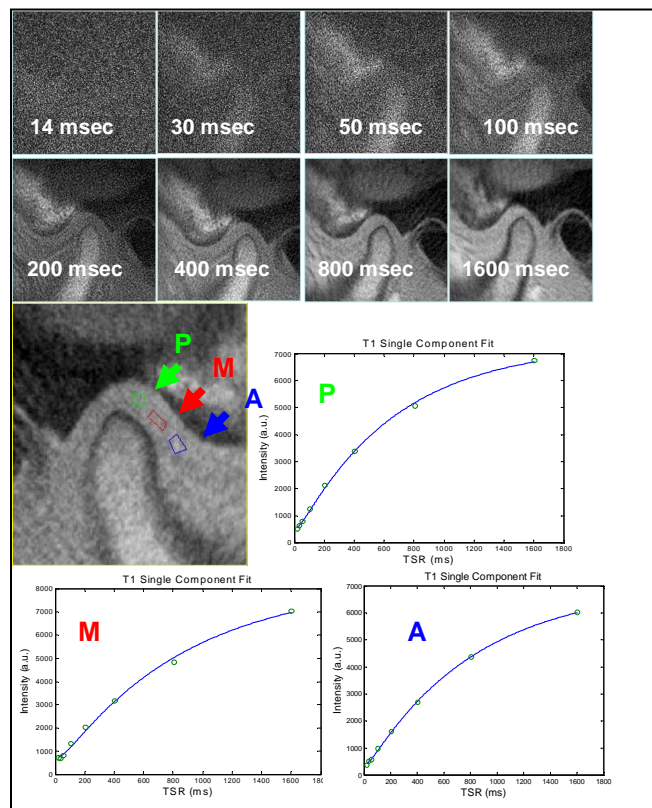 14 msec 30 msec 50 msec 100 msec
200 msec 400 msec 800 msec 1600 msec
P
M
A
T1 Single Component Fit
7000
6000
5000
4000
3000
2000
1000
0
Intensity (a.u.)
P
0 200 400 600 800 1000 1200 1400 1600 1800
TSR (ms)
T1 Single Component Fit
8000
7000
6000
5000
4000
3000
2000
1000
0
Intensity (a.u.)
M
0 200 400 600 800 1000 1200 1400 1600 180
TSR (ms)
T1 Single Component Fit
7000
6000
5000
4000
3000
2000
1000
0
Intensity (a.u.)
A
0 200 400 600 800 1000 1200 1400 1600 1800
TSR (ms)